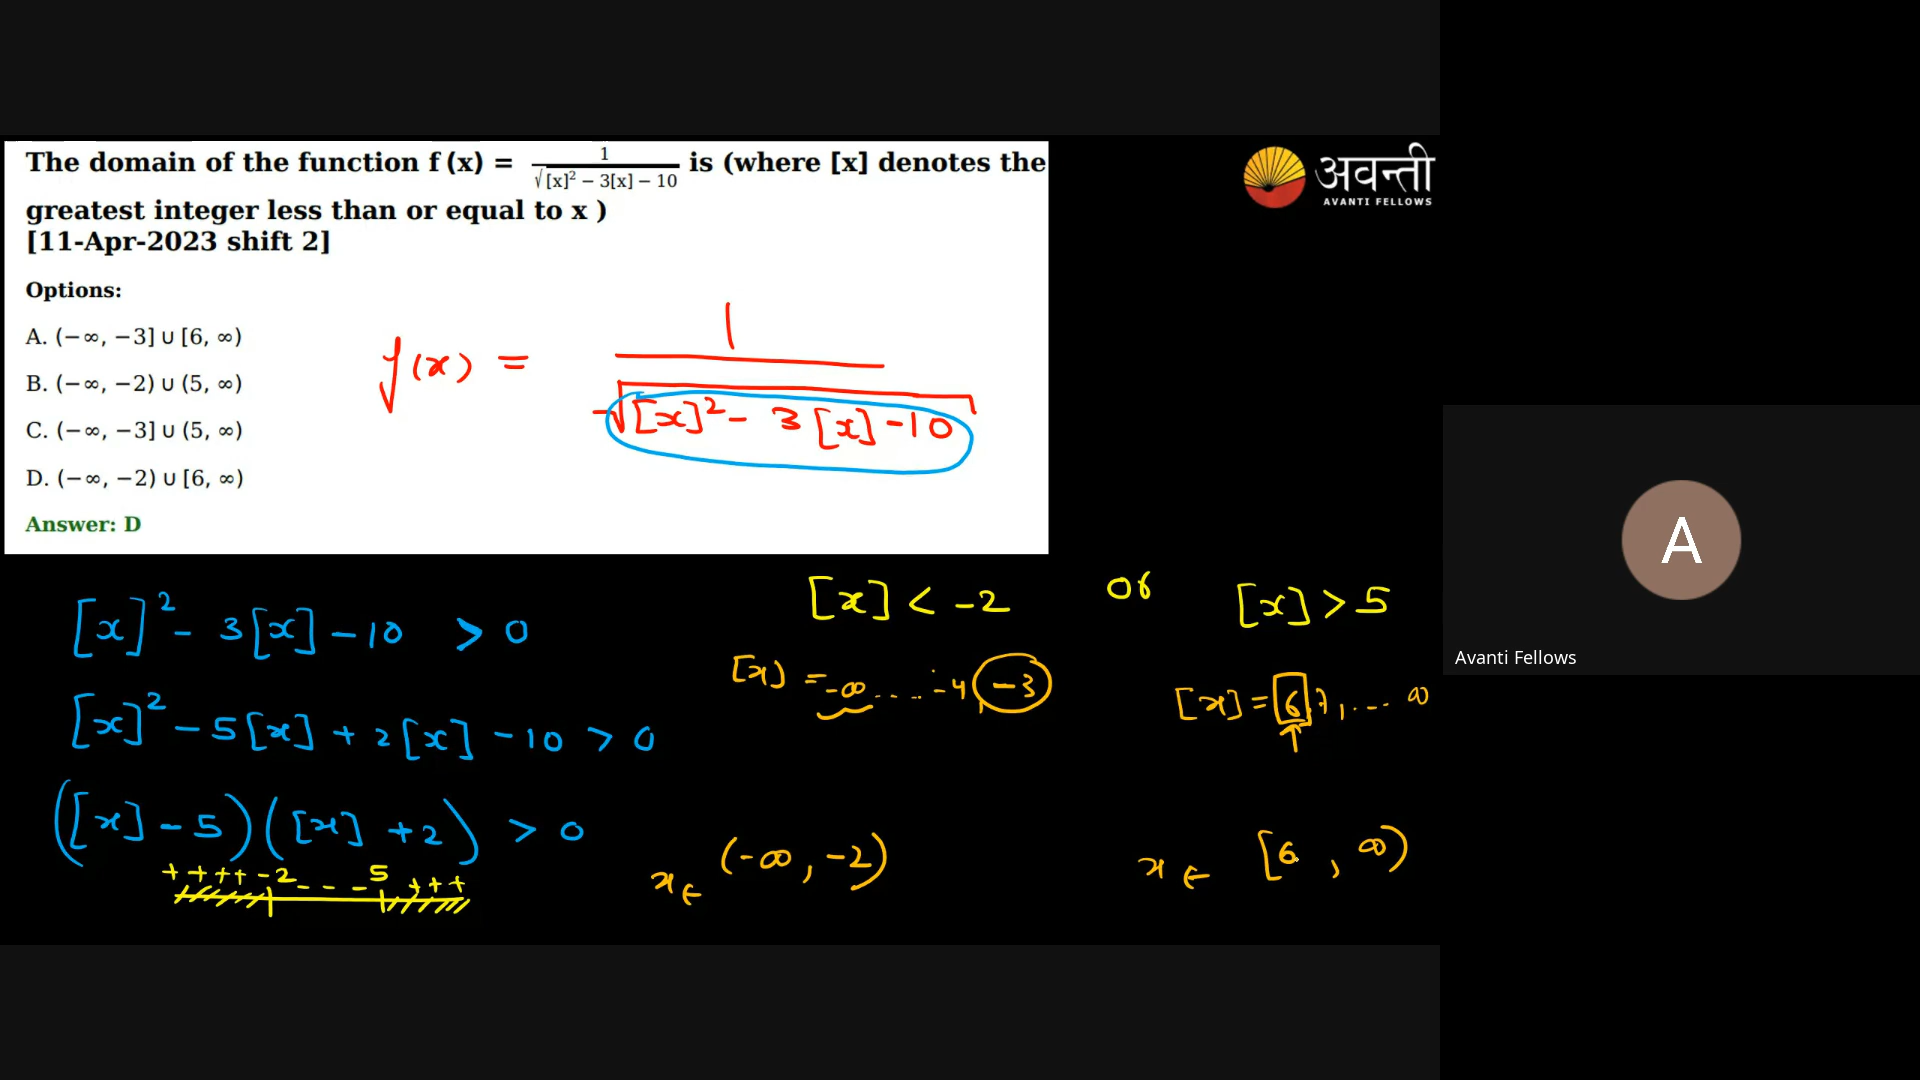 The domain of the function f (x) = 1/√([x]² − 3[x] − 10) is (where [x] denotes the
greatest integer less than or equal to x )
[11-Apr-2023 shift 2]
Options:
A. (−∞, −3] ∪ [6, ∞)
B. (−∞, −2) ∪ (5, ∞)
C. (−∞, −3] ∪ (5, ∞)
D. (−∞, −2) ∪ [6, ∞)
Answer: D
f(x) = 1/√([x]² - 3[x] - 10)
अवन्ती
AVANTI FELLOWS
[x]² - 3[x] - 10 > 0
[x]² - 5[x] + 2[x] - 10 > 0
([x] - 5)([x] + 2) > 0
++++ -2 --- 5 +++
[x] < -2 or [x] > 5
[x] = -∞ ..... -4, -3
[x] = 6, 7, ... ∞
x ∈ (-∞, -2)
x ∈ [6, ∞)
A
Avanti Fellows